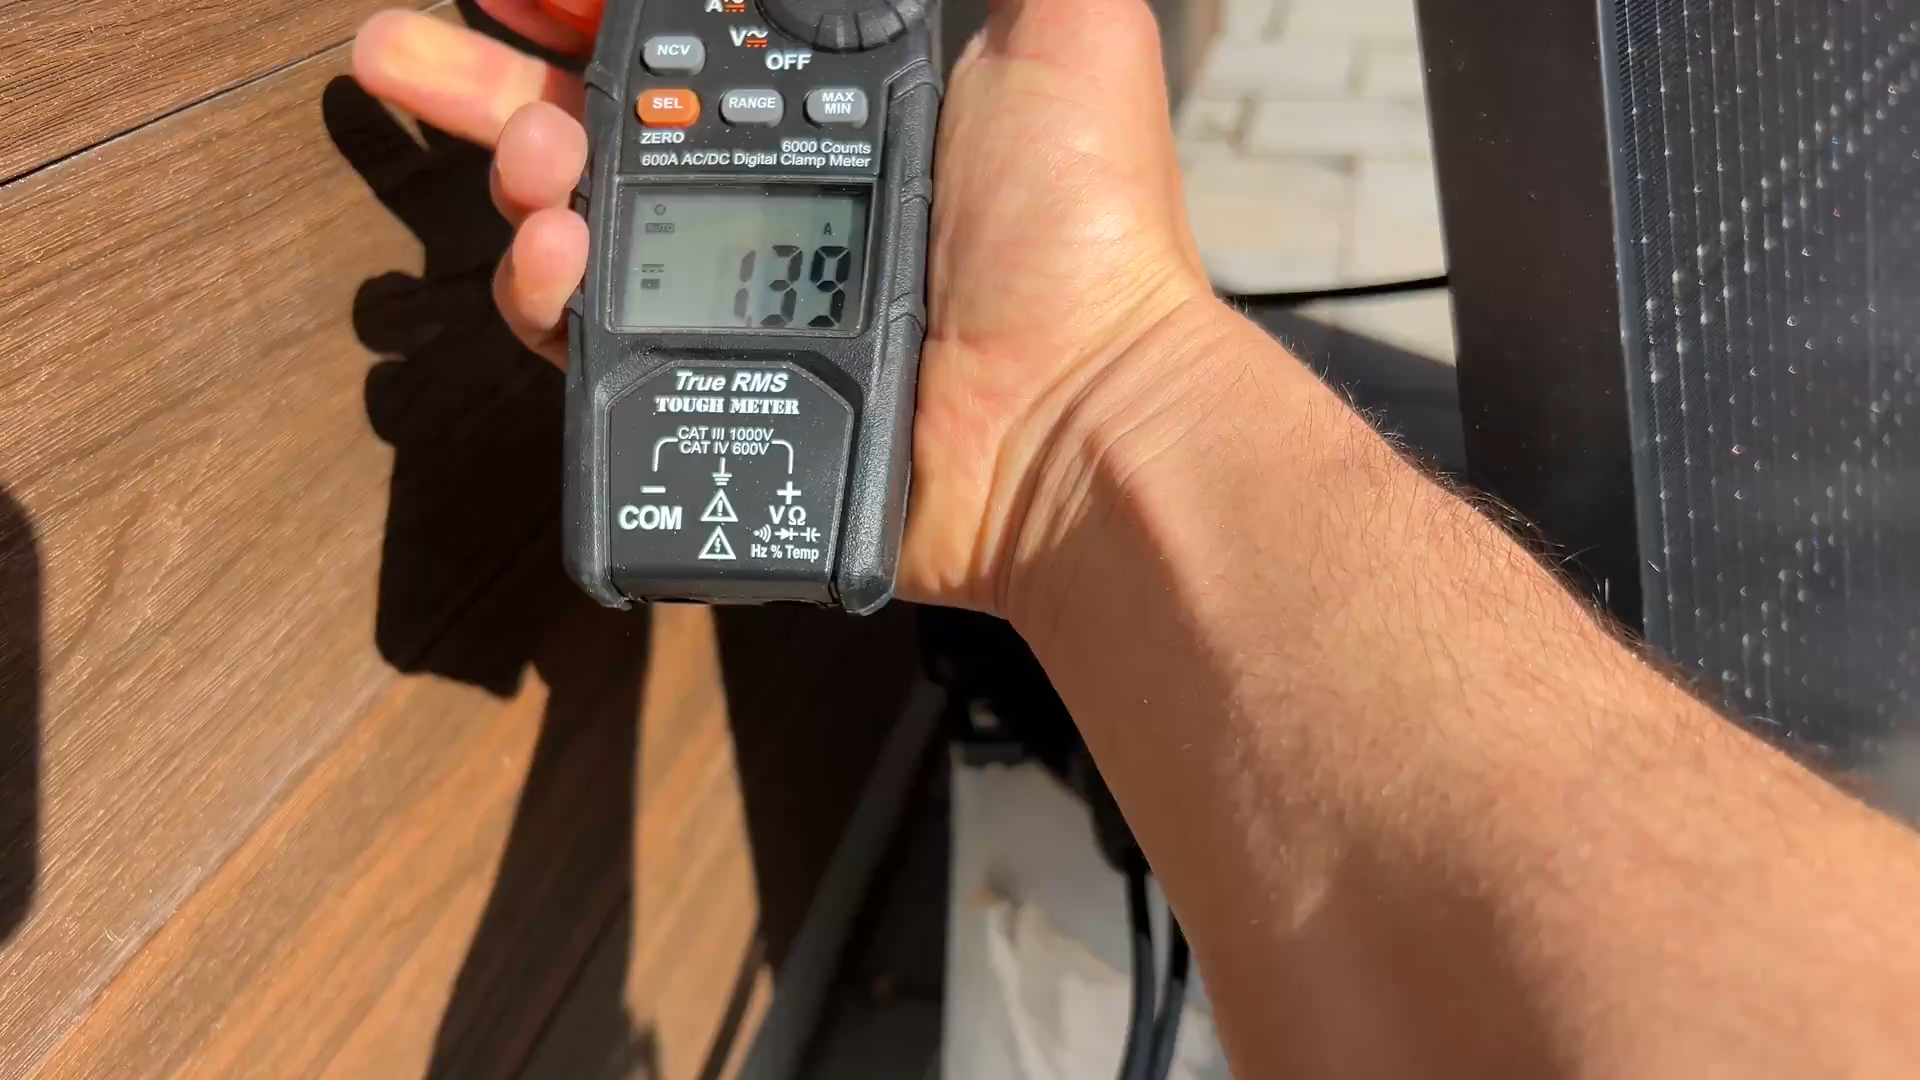 A
V
OFF
NCV
SEL
RANGE
MAX
MIN
ZERO
6000 Counts
600A AC/DC Digital Clamp Meter
AUTO
A
139
True RMS
TOUGH METER
CAT III 1000V
CAT IV 600V
− +
COM
VΩ
Hz % Temp